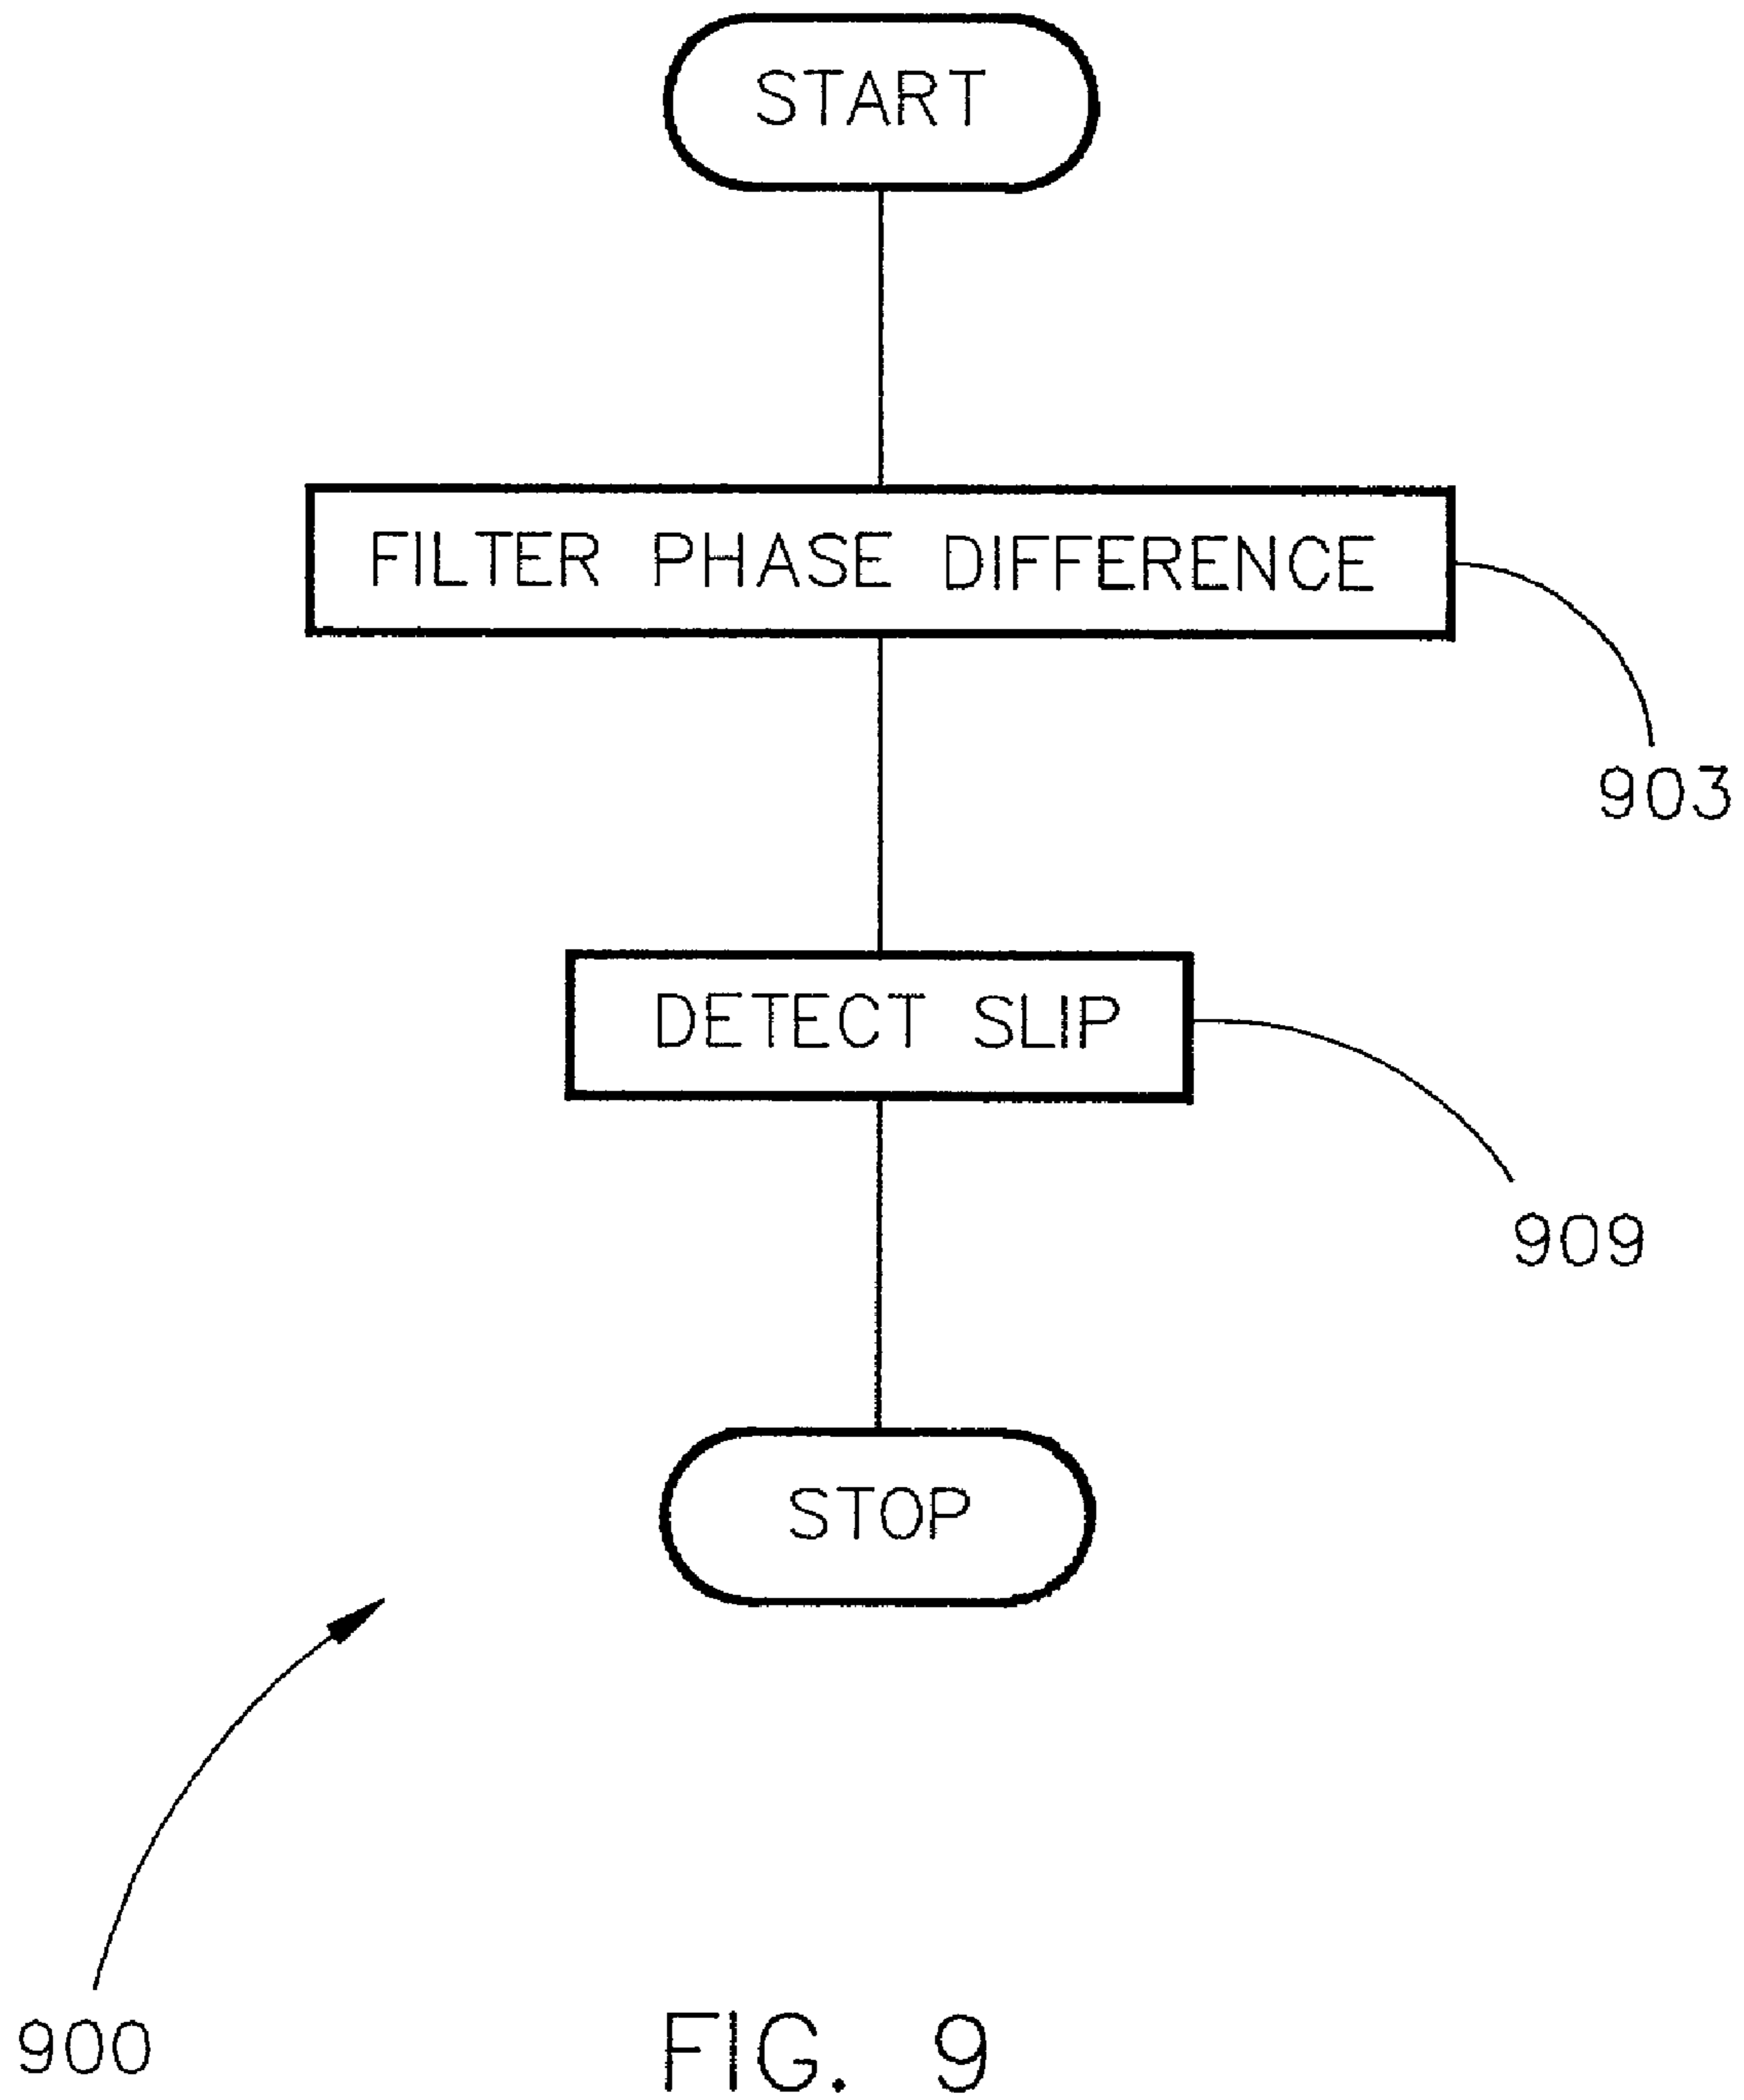 START
FILTER PHASE DIFFERENCE
903
DETECT SLIP
909
STOP
900
FIG. 9